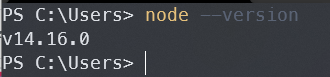 PS C:\Users> node --version
v14.16.0
PS C:\Users>